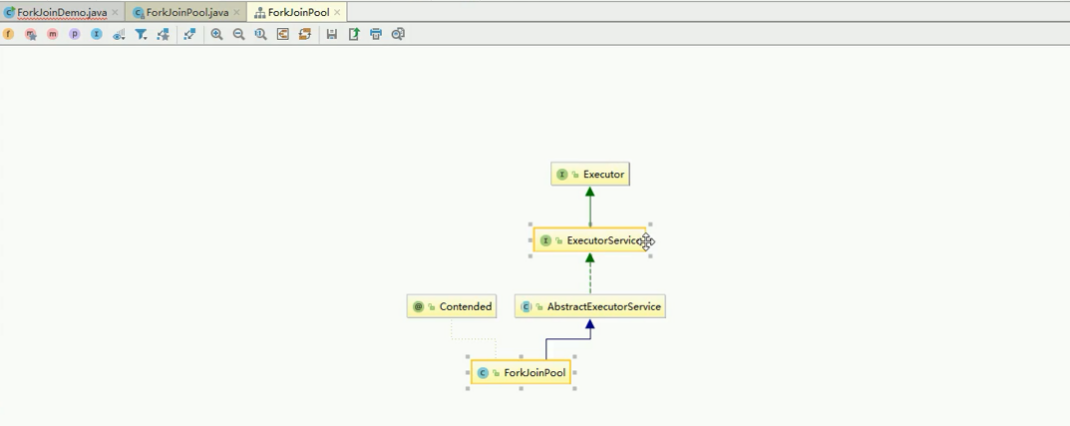 ForkJoinDemo.java ForkJoinPool.java ForkJoinPool
Executor
ExecutorService
Contended AbstractExecutorService
ForkJoinPool